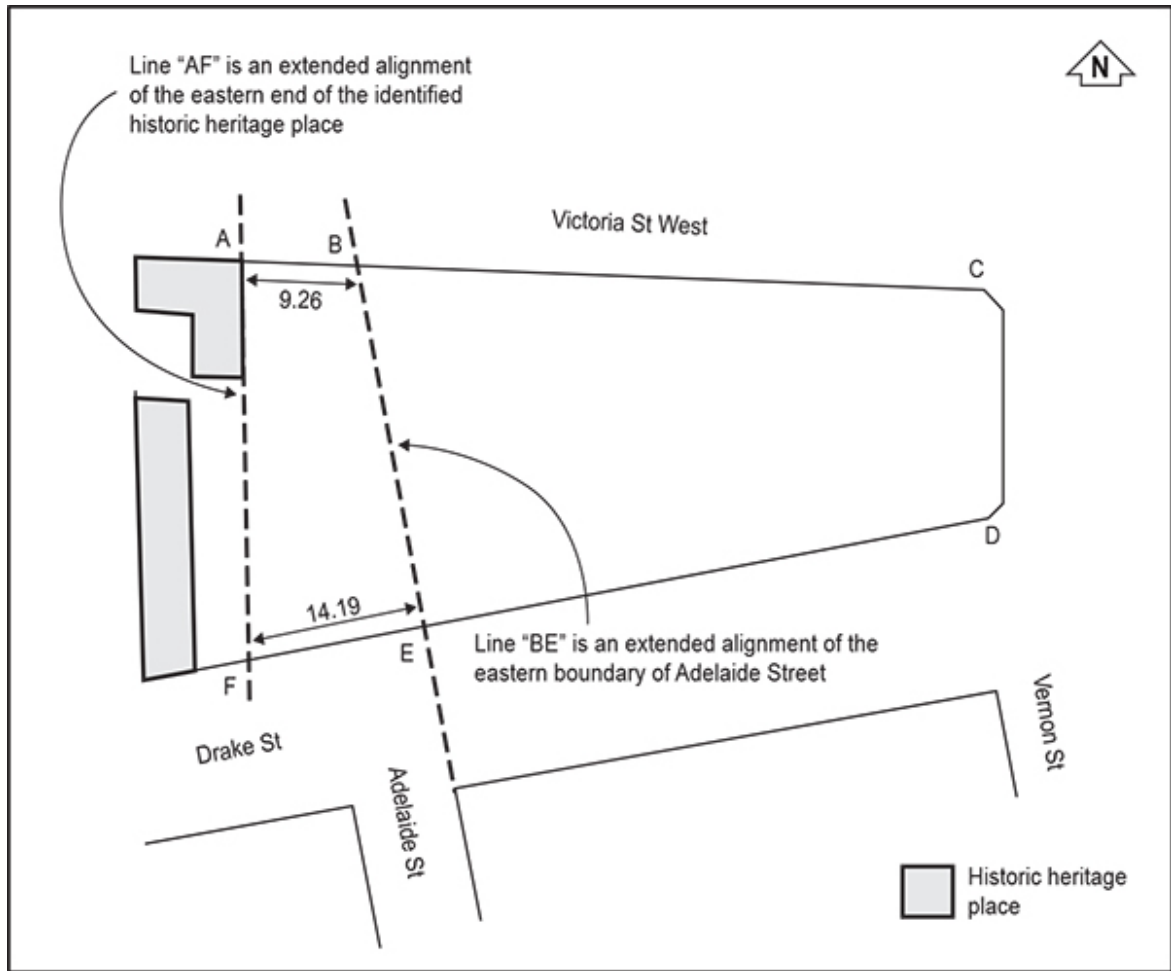 Line “AF” is an extended alignment
of the eastern end of the identified
historic heritage place
N
Victoria St West
A
B
C
9.26
14.19
D
E
F
Line “BE” is an extended alignment of the
eastern boundary of Adelaide Street
Drake St
Adelaide St
Vernon St
Historic heritage
place